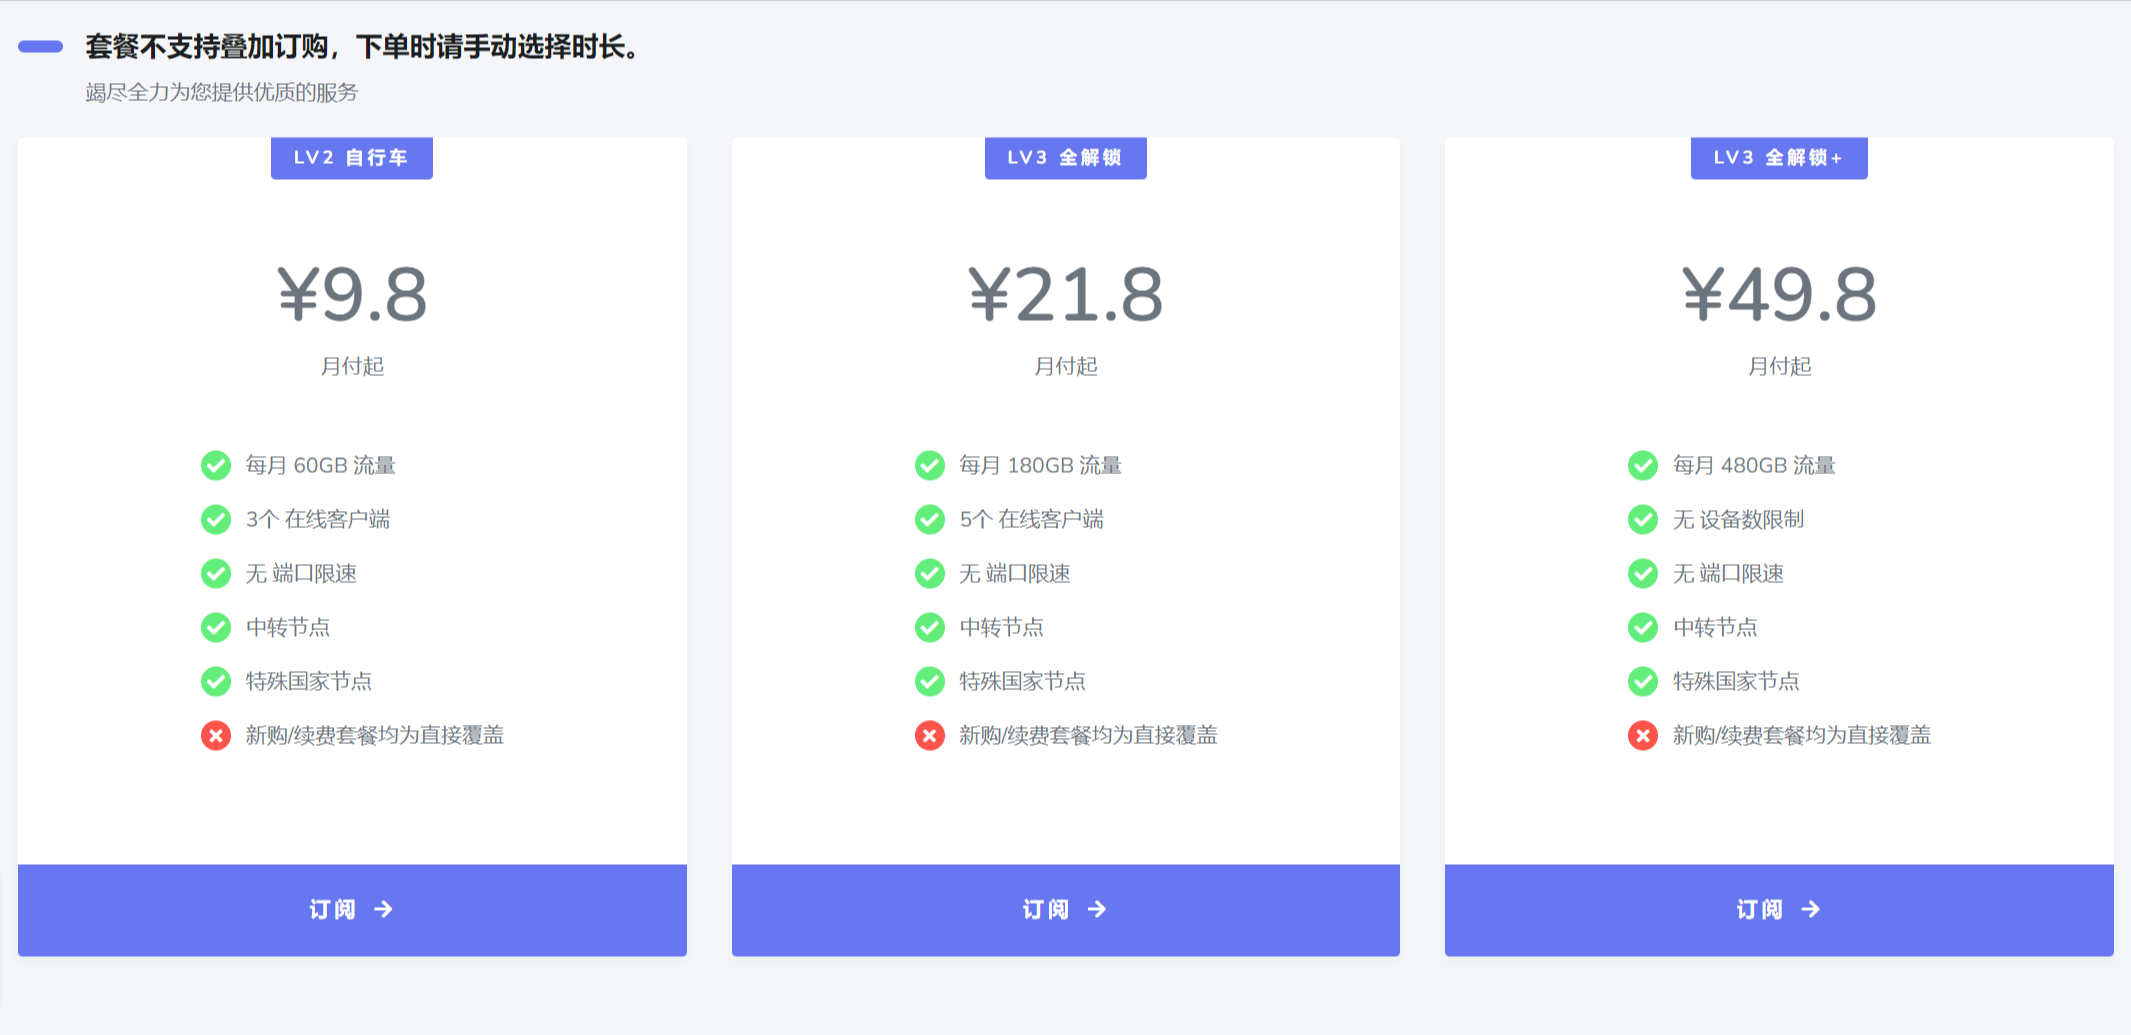 套餐不支持叠加订购，下单时请手动选择时长。
竭尽全力为您提供优质的服务
LV2 自行车
¥9.8
月付起
每月 60GB 流量
3个 在线客户端
无 端口限速
中转节点
特殊国家节点
新购/续费套餐均为直接覆盖
订阅 →
LV3 全解锁
¥21.8
月付起
每月 180GB 流量
5个 在线客户端
无 端口限速
中转节点
特殊国家节点
新购/续费套餐均为直接覆盖
订阅 →
LV3 全解锁+
¥49.8
月付起
每月 480GB 流量
无 设备数限制
无 端口限速
中转节点
特殊国家节点
新购/续费套餐均为直接覆盖
订阅 →